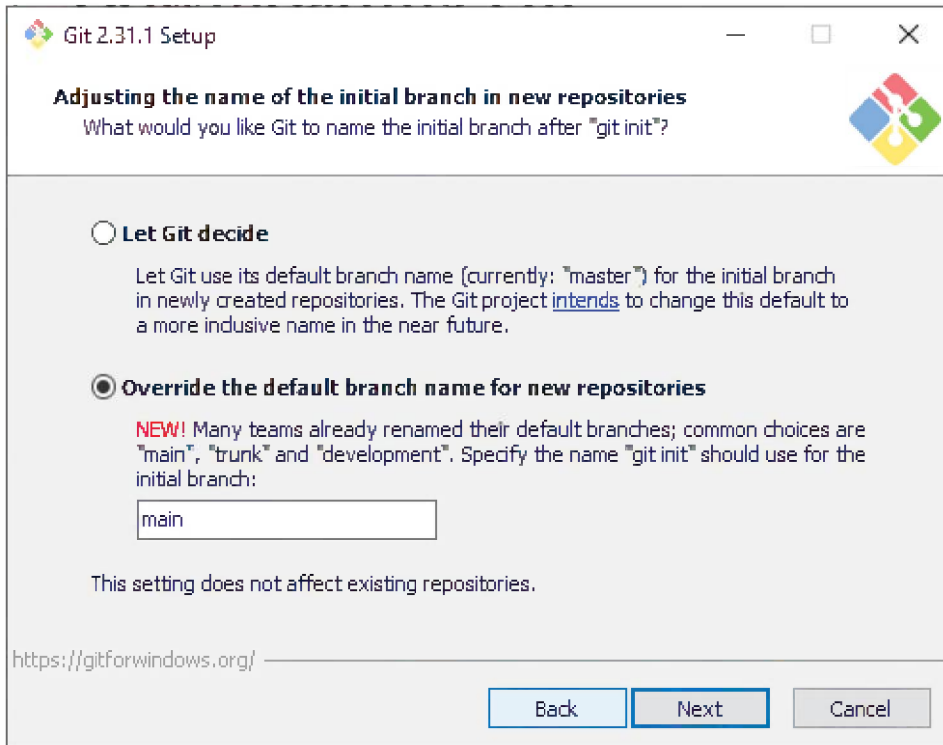 Git 2.31.1 Setup
Adjusting the name of the initial branch in new repositories
What would you like Git to name the initial branch after "git init"?
Let Git decide
Let Git use its default branch name (currently: "master") for the initial branch
in newly created repositories. The Git project intends to change this default to
a more inclusive name in the near future.
Override the default branch name for new repositories
NEW! Many teams already renamed their default branches; common choices are
"main", "trunk" and "development". Specify the name "git init" should use for the
initial branch:
main
This setting does not affect existing repositories.
https://gitforwindows.org/
Back Next Cancel